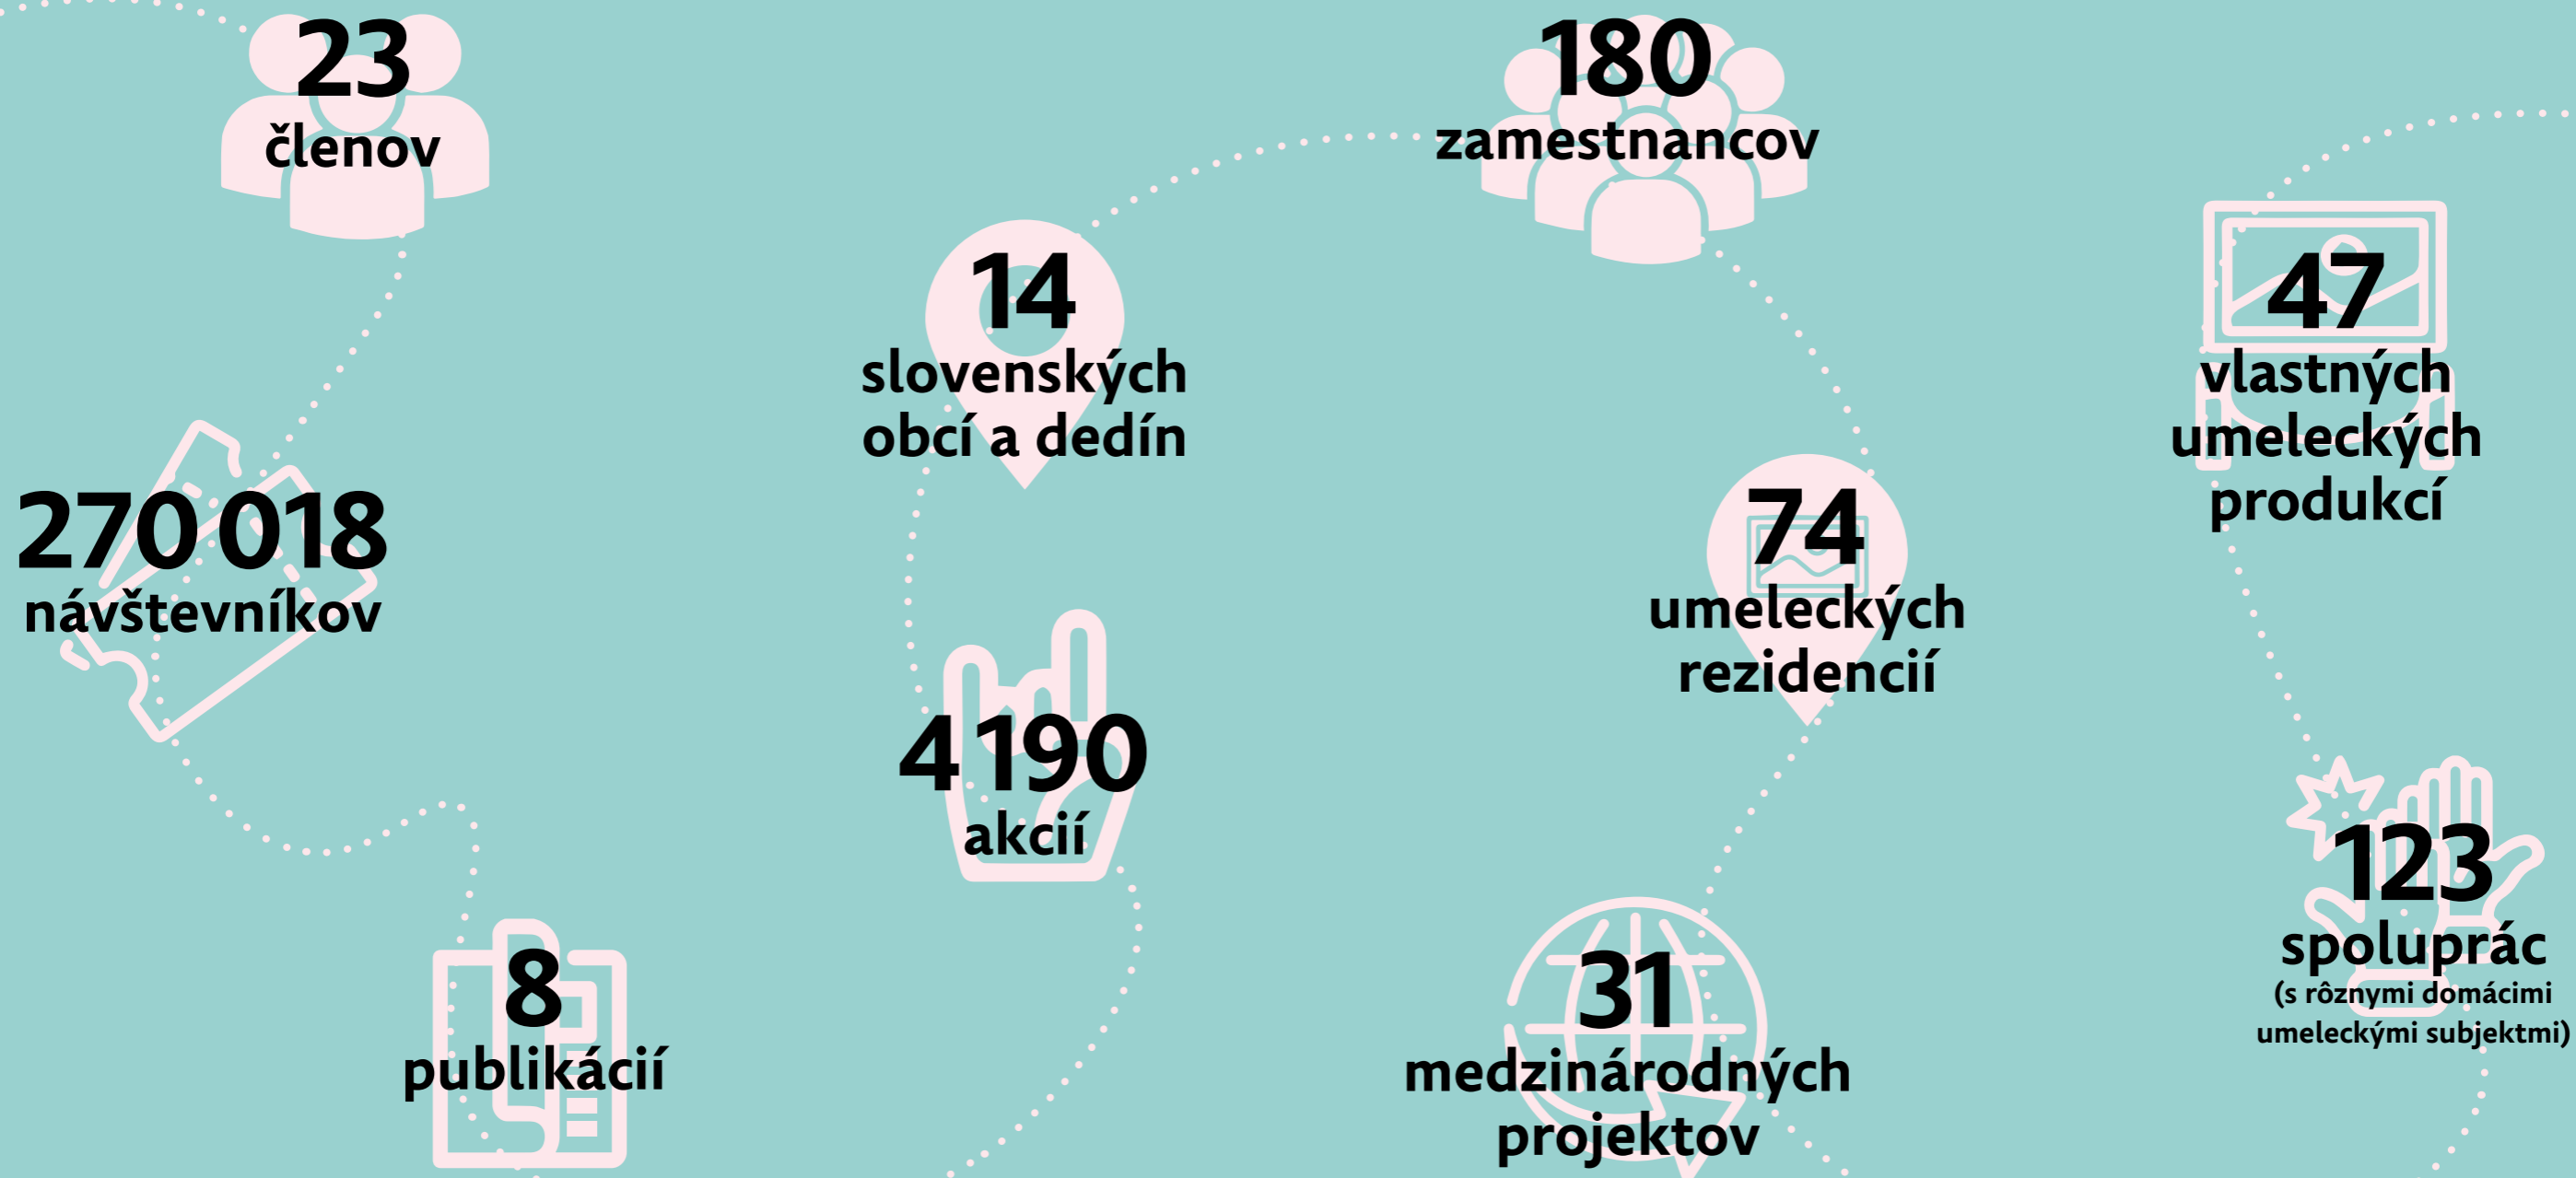 23
členov
180
zamestnancov
14
slovenských
obcí a dedín
47
vlastných
umeleckých
produkcí
270 018
návštevníkov
74
umeleckých
rezidencií
4 190
akcií
123
spoluprác
(s rôznymi domácimi
umeleckými subjektmi)
8
publikácií
31
medzinárodných
projektov